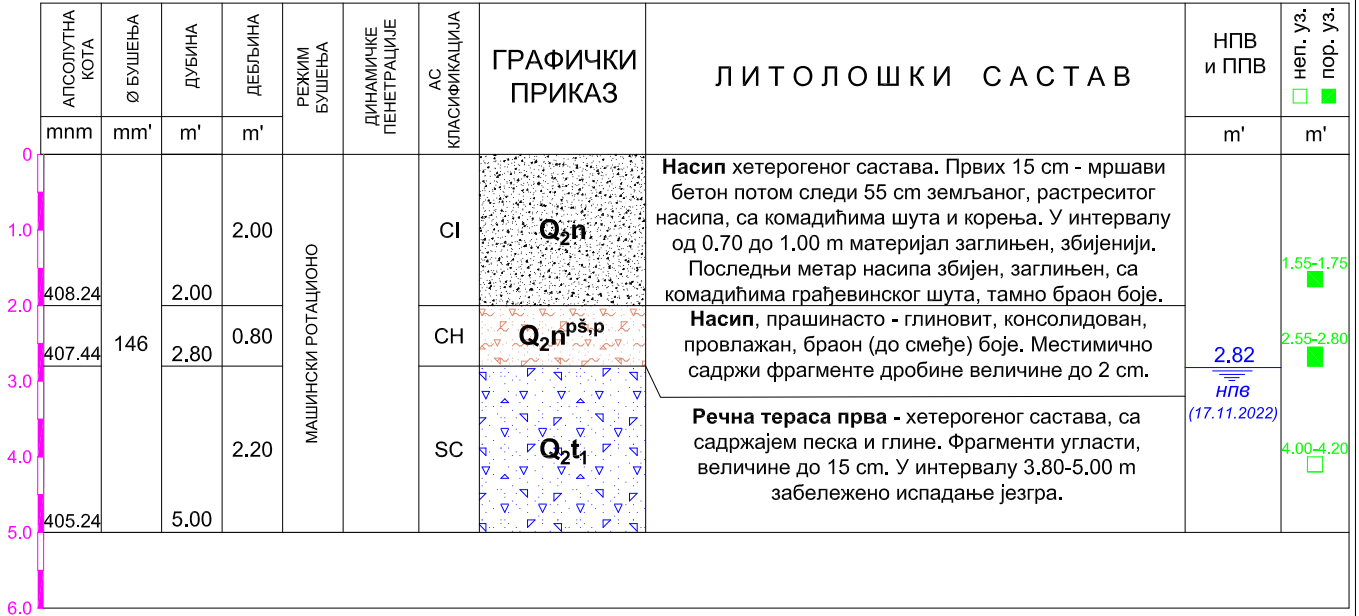 АПСОЛУТНА КОТА
Ø БУШЕЊА
ДУБИНА
ДЕБЉИНА
РЕЖИМ БУШЕЊА
ДИНАМИЧКЕ ПЕНЕТРАЦИЈЕ
АС КЛАСИФИКАЦИЈА
ГРАФИЧКИ
ПРИКАЗ
ЛИТОЛОШКИ САСТАВ
НПВ
и ППВ
□ неп. уз.
■ пор. уз.
mnm
mm'
m'
m'
m'
m'
0
1.0
2.0
3.0
4.0
5.0
6.0
408.24
407.44
405.24
146
2.00
2.80
5.00
2.00
0.80
2.20
МАШИНСКИ РОТАЦИОНО
CI
CH
SC
Q₂n
Q₂n^pš,p
Q₂t₁
Насип хетерогеног састава. Првих 15 cm - мршави
бетон потом следи 55 cm земљаног, растреситог
насипа, са комадићима шута и корења. У интервалу
од 0.70 до 1.00 m материјал заглињен, збијенији.
Последњи метар насипа збијен, заглињен, са
комадићима грађевинског шута, тамно браон боје.
Насип, прашинасто - глиновит, консолидован,
провлажан, браон (до смеђе) боје. Местимично
садржи фрагменте дробине величине до 2 cm.
Речна тераса прва - хетерогеног састава, са
садржајем песка и глине. Фрагменти угласти,
величине до 15 cm. У интервалу 3.80-5.00 m
забележено испадање језгра.
2.82
нпв
(17.11.2022)
1.55-1.75
2.55-2.80
4.00-4.20